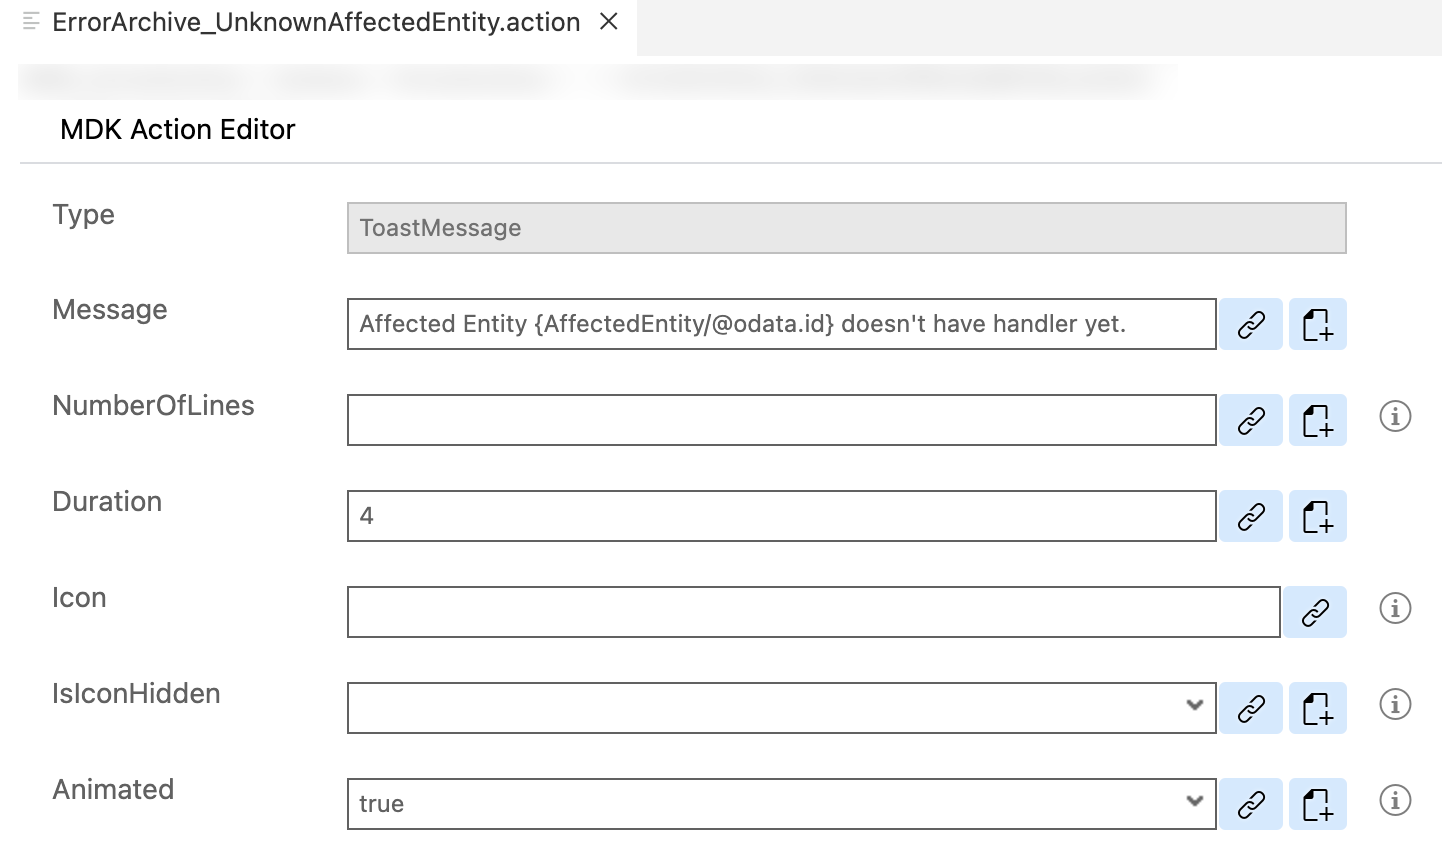 ErrorArchive_UnknownAffectedEntity.action
MDK Action Editor
Type
ToastMessage
Message
Affected Entity {AffectedEntity/@odata.id} doesn't have handler yet.
NumberOfLines
Duration
4
Icon
IsIconHidden
Animated
true